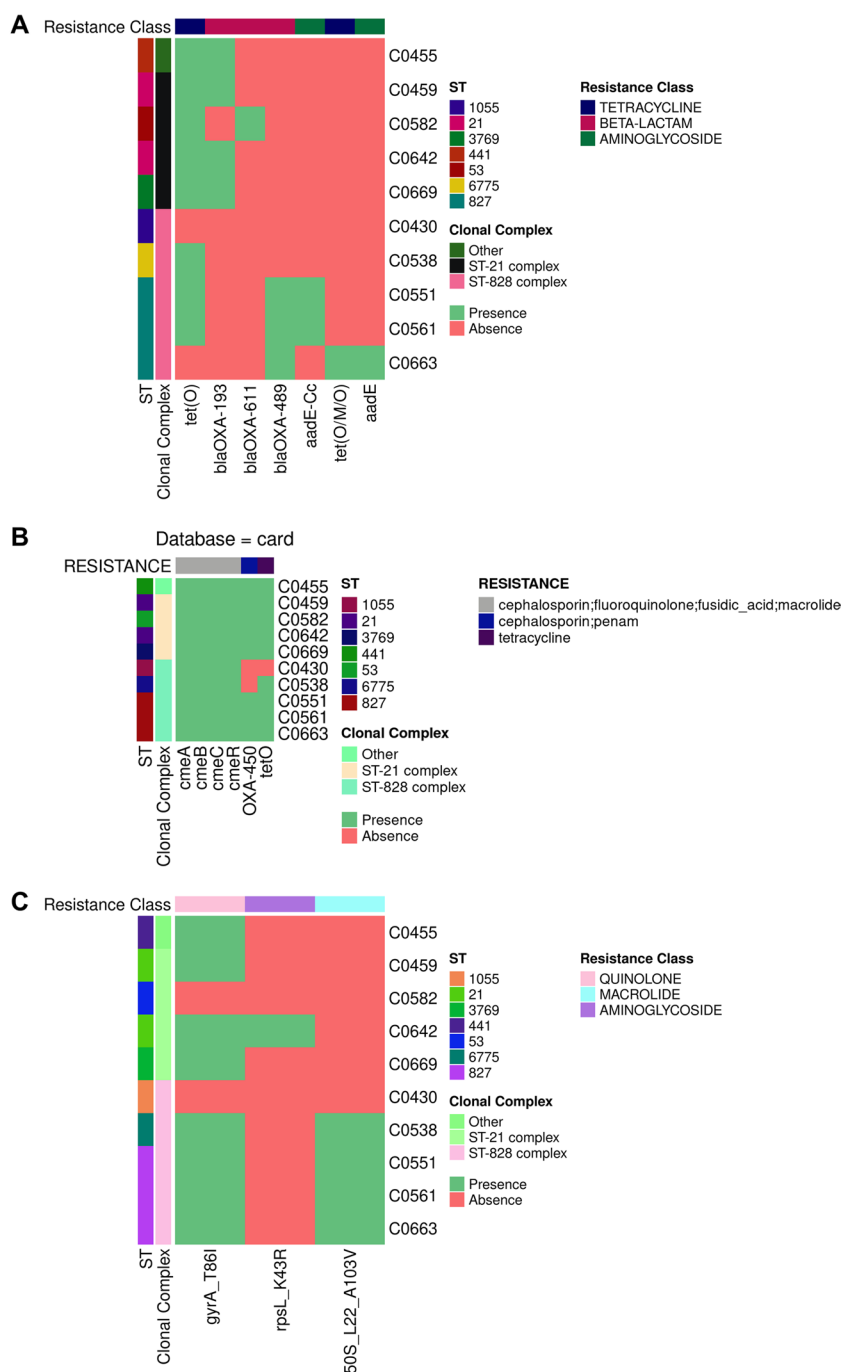 A
Resistance Class
C0455
C0459
C0582
C0642
C0669
C0430
C0538
C0551
C0561
C0663
ST
Clonal Complex
tet(O)
blaOXA-193
blaOXA-611
blaOXA-489
aadE-Cc
tet(O/M/O)
aadE
ST
1055
21
3769
441
53
6775
827
Clonal Complex
Other
ST-21 complex
ST-828 complex
Presence
Absence
Resistance Class
TETRACYCLINE
BETA-LACTAM
AMINOGLYCOSIDE
B
Database = card
RESISTANCE
C0455
C0459
C0582
C0642
C0669
C0430
C0538
C0551
C0561
C0663
ST
Clonal Complex
cmeA
cmeB
cmeC
cmeR
OXA-450
tetO
ST
1055
21
3769
441
53
6775
827
Clonal Complex
Other
ST-21 complex
ST-828 complex
Presence
Absence
RESISTANCE
cephalosporin;fluoroquinolone;fusidic_acid;macrolide
cephalosporin;penam
tetracycline
C
Resistance Class
C0455
C0459
C0582
C0642
C0669
C0430
C0538
C0551
C0561
C0663
ST
Clonal Complex
gyrA_T86I
rpsL_K43R
50S_L22_A103V
ST
1055
21
3769
441
53
6775
827
Clonal Complex
Other
ST-21 complex
ST-828 complex
Presence
Absence
Resistance Class
QUINOLONE
MACROLIDE
AMINOGLYCOSIDE